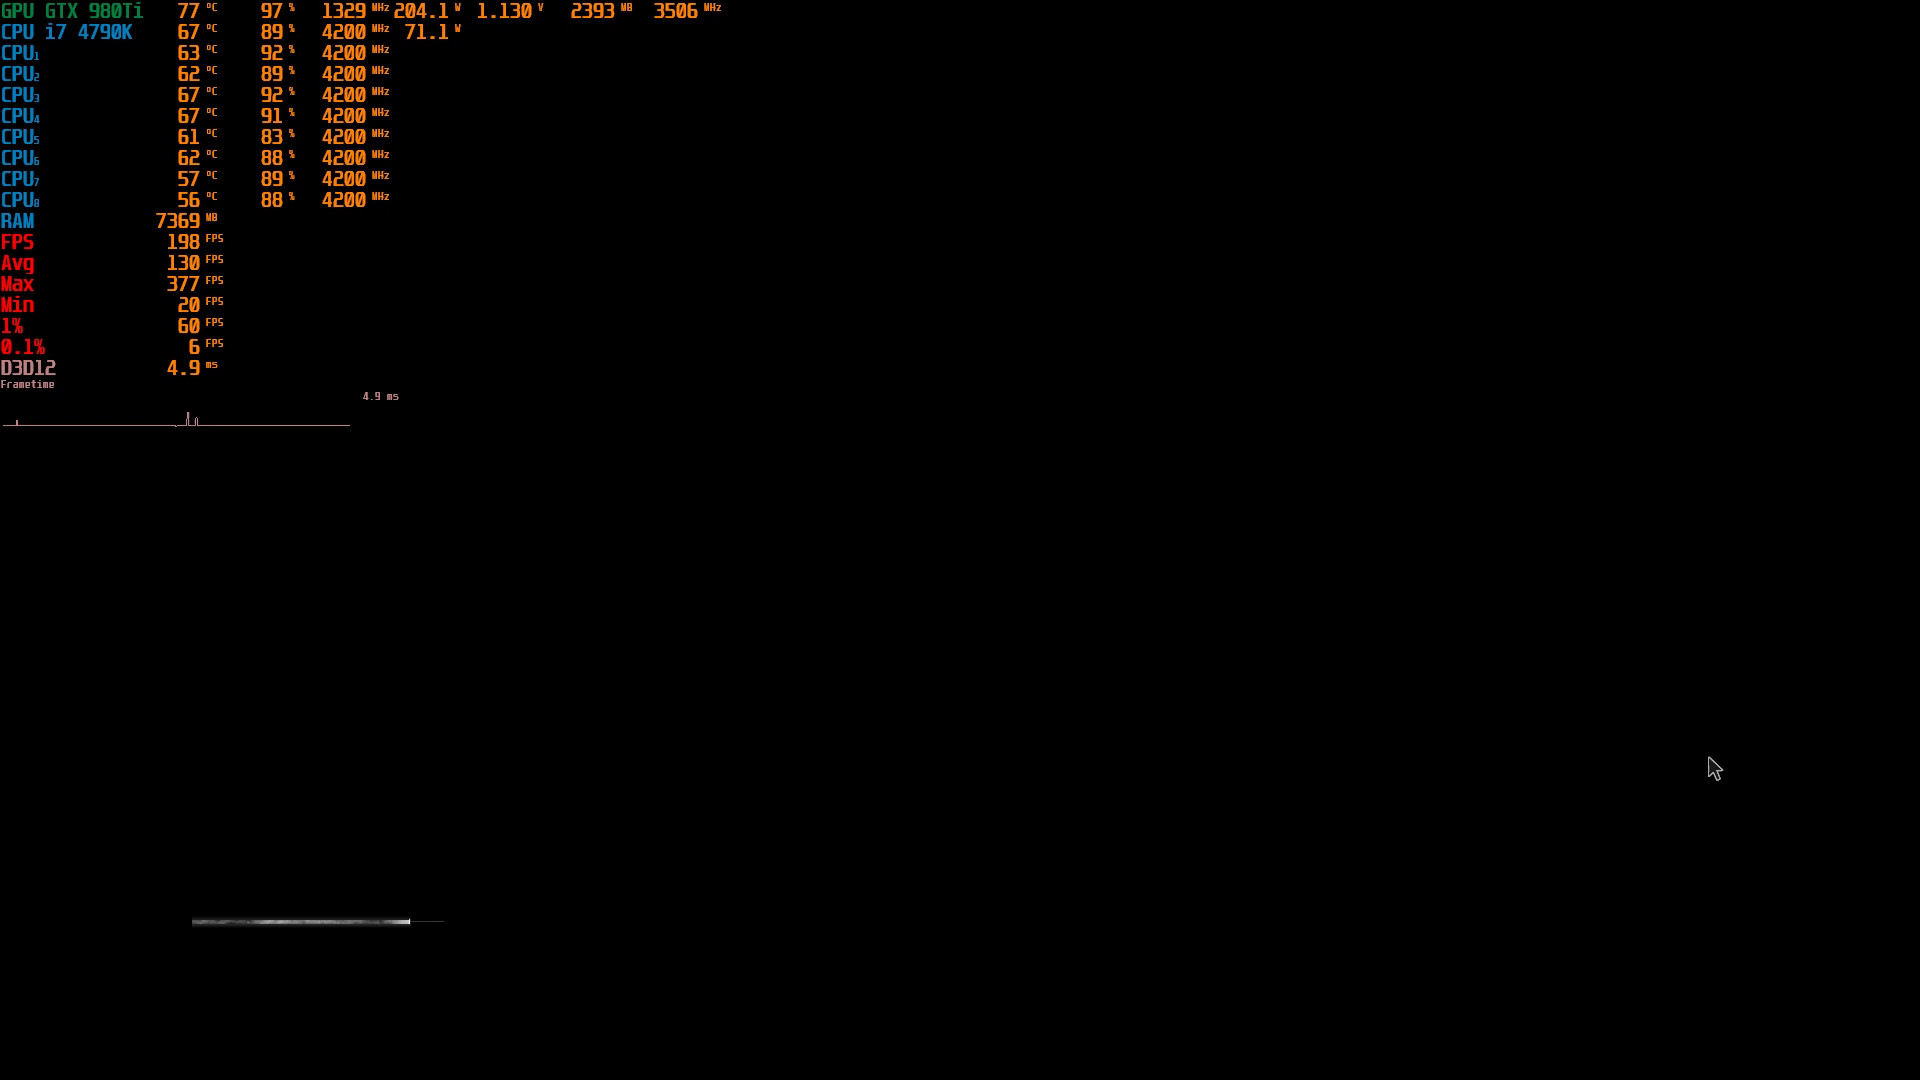 GPU GTX 980Ti 77 °C 97 % 1329 MHz 204.1 W 1.130 V 2393 MB 3506 MHz
CPU i7 4790K 67 °C 89 % 4200 MHz 71.1 W
CPU1 63 °C 92 % 4200 MHz
CPU2 62 °C 89 % 4200 MHz
CPU3 67 °C 92 % 4200 MHz
CPU4 67 °C 91 % 4200 MHz
CPU5 61 °C 83 % 4200 MHz
CPU6 62 °C 88 % 4200 MHz
CPU7 57 °C 89 % 4200 MHz
CPU8 56 °C 88 % 4200 MHz
RAM 7369 MB
FPS 198 FPS
Avg 130 FPS
Max 377 FPS
Min 20 FPS
1% 60 FPS
0.1% 6 FPS
D3D12 4.9 ms
Frametime
4.9 ms